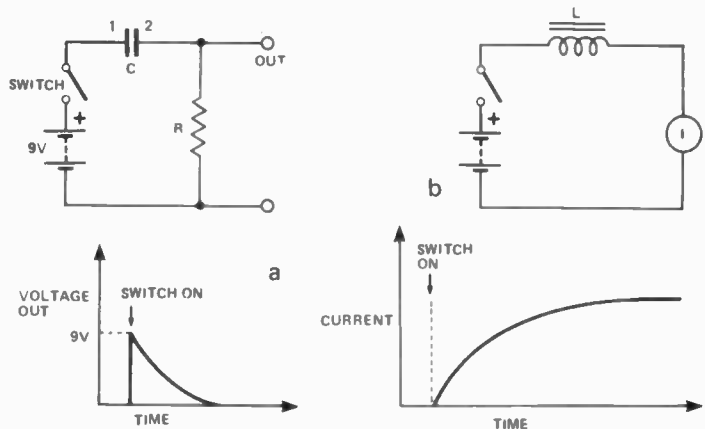 1 2
C
OUT
SWITCH
+
9V
R
L
+
I
b
a
VOLTAGE
OUT
SWITCH ON
9V
TIME
SWITCH
ON
CURRENT
TIME